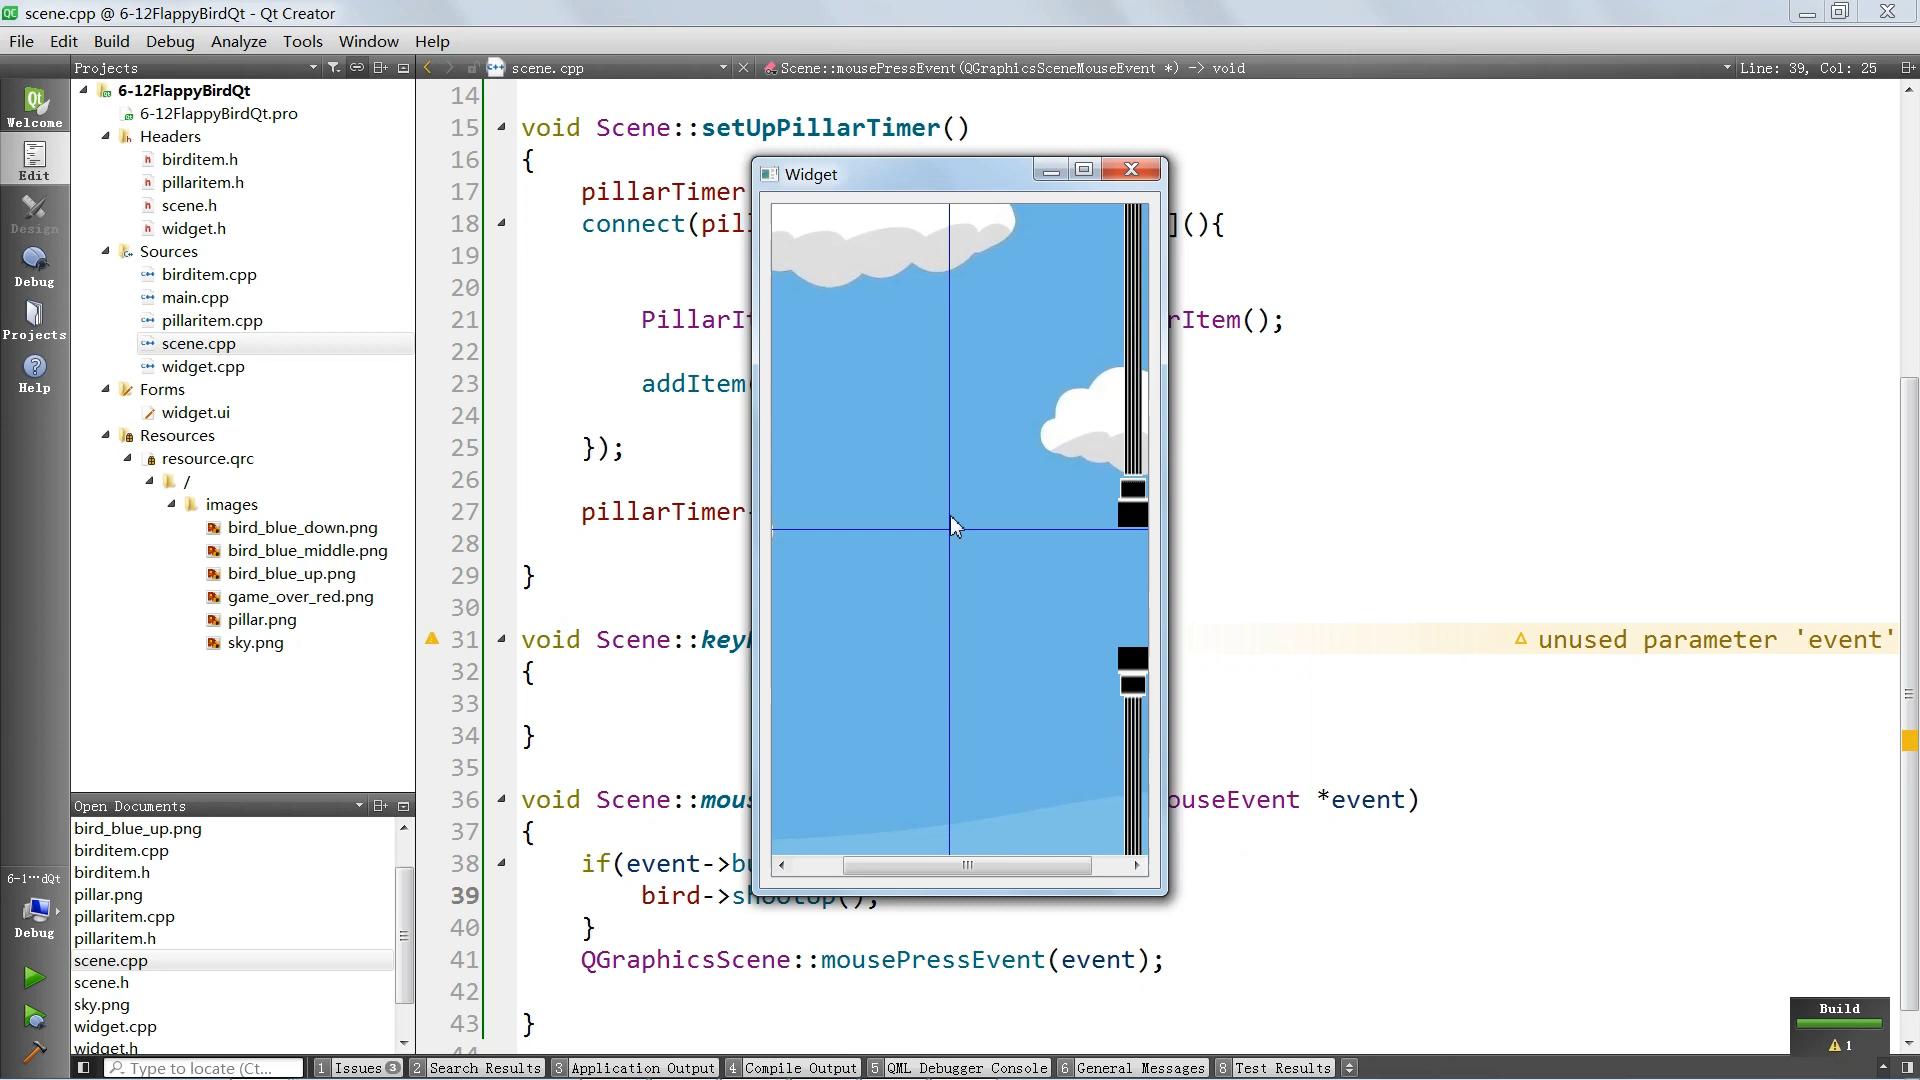 scene.cpp @ 6-12FlappyBirdQt - Qt Creator
File Edit Build Debug Analyze Tools Window Help
Projects
scene.cpp
Scene::mousePressEvent(QGraphicsSceneMouseEvent *) -> void
Line: 39, Col: 25
Welcome
Edit
Design
Debug
Projects
Help
6-1···dQt
Debug
6-12FlappyBirdQt
6-12FlappyBirdQt.pro
Headers
birditem.h
pillaritem.h
scene.h
widget.h
Sources
birditem.cpp
main.cpp
pillaritem.cpp
scene.cpp
widget.cpp
Forms
widget.ui
Resources
resource.qrc
/
images
bird_blue_down.png
bird_blue_middle.png
bird_blue_up.png
game_over_red.png
pillar.png
sky.png
Open Documents
bird_blue_up.png
birditem.cpp
birditem.h
pillar.png
pillaritem.cpp
pillaritem.h
scene.cpp
scene.h
sky.png
widget.cpp
widget.h
14
15 void Scene::setUpPillarTimer()
16 {
17 pillarTimer
18 connect(pil ](){
19
20
21 PillarIt rItem();
22
23 addItem(
24
25 });
26
27 pillarTimer-
28
29 }
30
31 void Scene::keyP
unused parameter 'event'
32 {
33
34 }
35
36 void Scene::mous ouseEvent *event)
37 {
38 if(event->bu
39 bird->shootUp();
40 }
41 QGraphicsScene::mousePressEvent(event);
42
43 }
44
Widget
Build
1
Type to locate (Ct...
1 Issues 3
2 Search Results
3 Application Output
4 Compile Output
5 QML Debugger Console
6 General Messages
8 Test Results